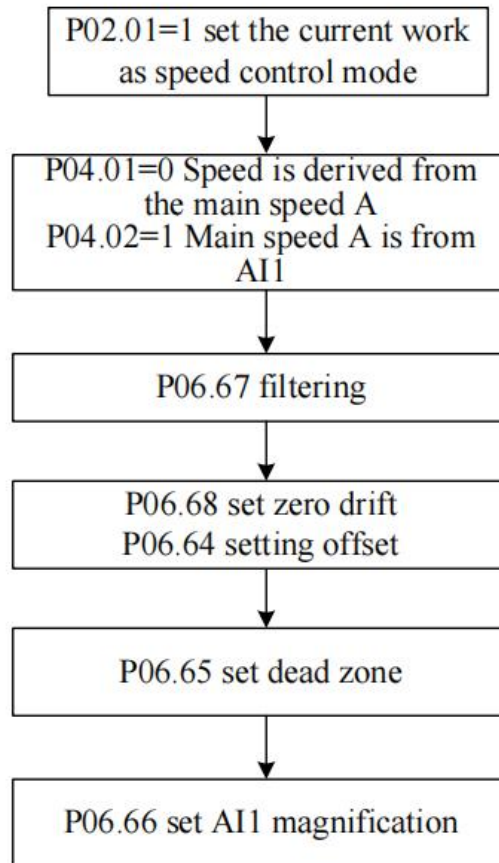 P02.01=1 set the current work
as speed control mode
P04.01=0 Speed is derived from
the main speed A
P04.02=1 Main speed A is from
AI1
P06.67 filtering
P06.68 set zero drift
P06.64 setting offset
P06.65 set dead zone
P06.66 set AI1 magnification